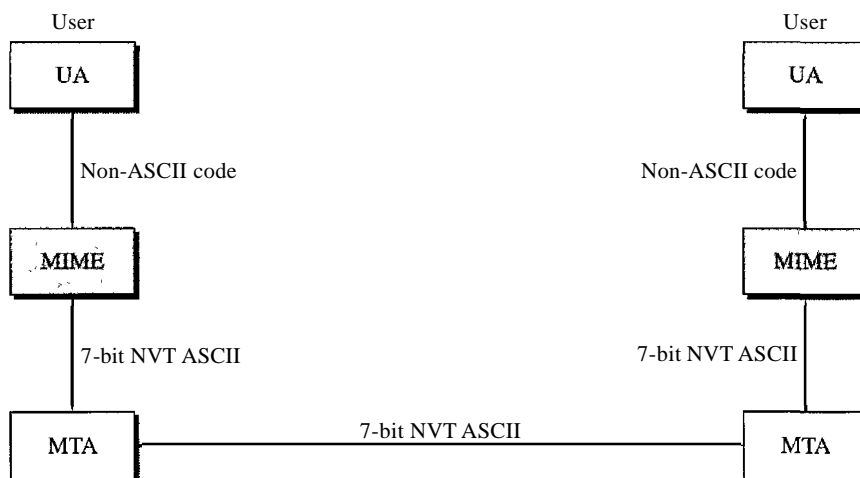 User User
UA UA
Non-ASCII code Non-ASCII code
MIME MIME
7-bit NVT ASCII 7-bit NVT ASCII
7-bit NVT ASCII
MTA MTA